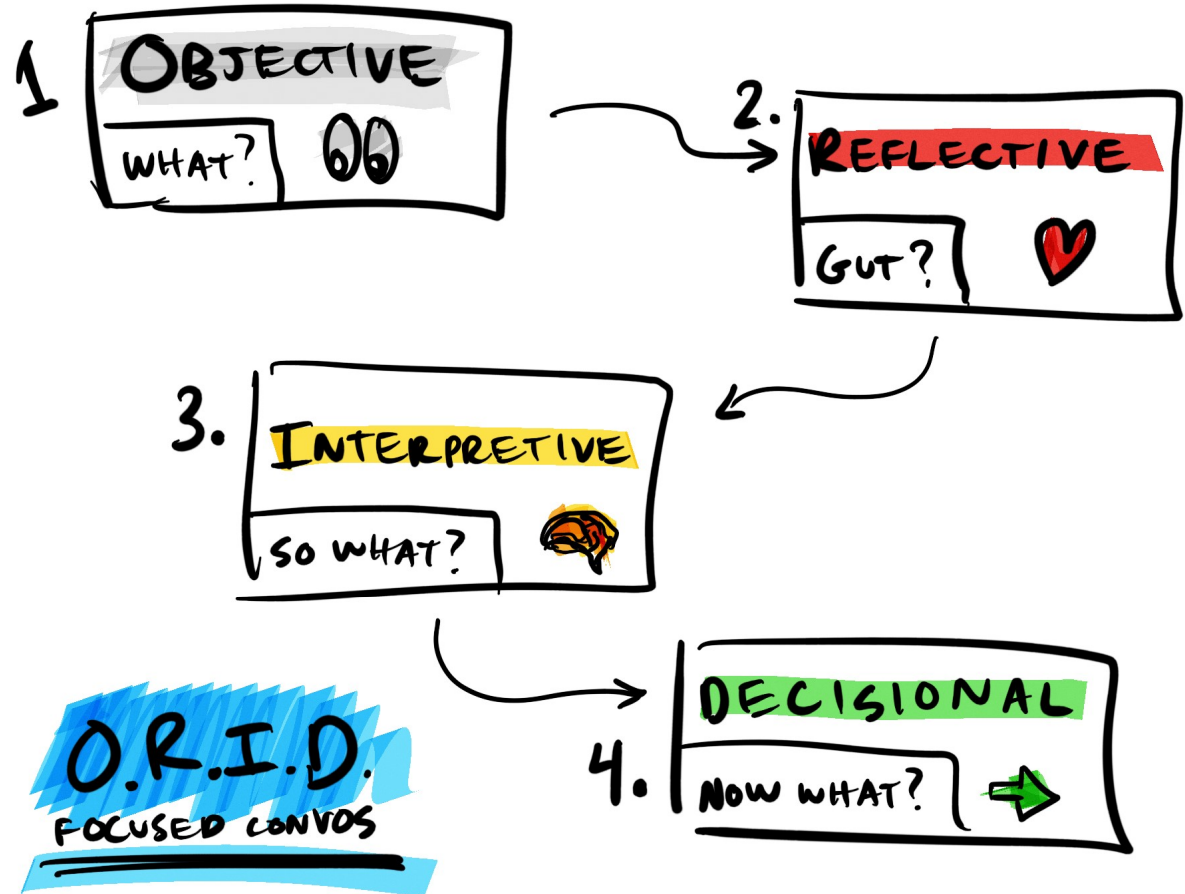 1
OBJECTIVE
WHAT?
2.
REFLECTIVE
GUT?
3.
INTERPRETIVE
SO WHAT?
4.
DECISIONAL
NOW WHAT?
O.R.I.D.
FOCUSED CONVOS